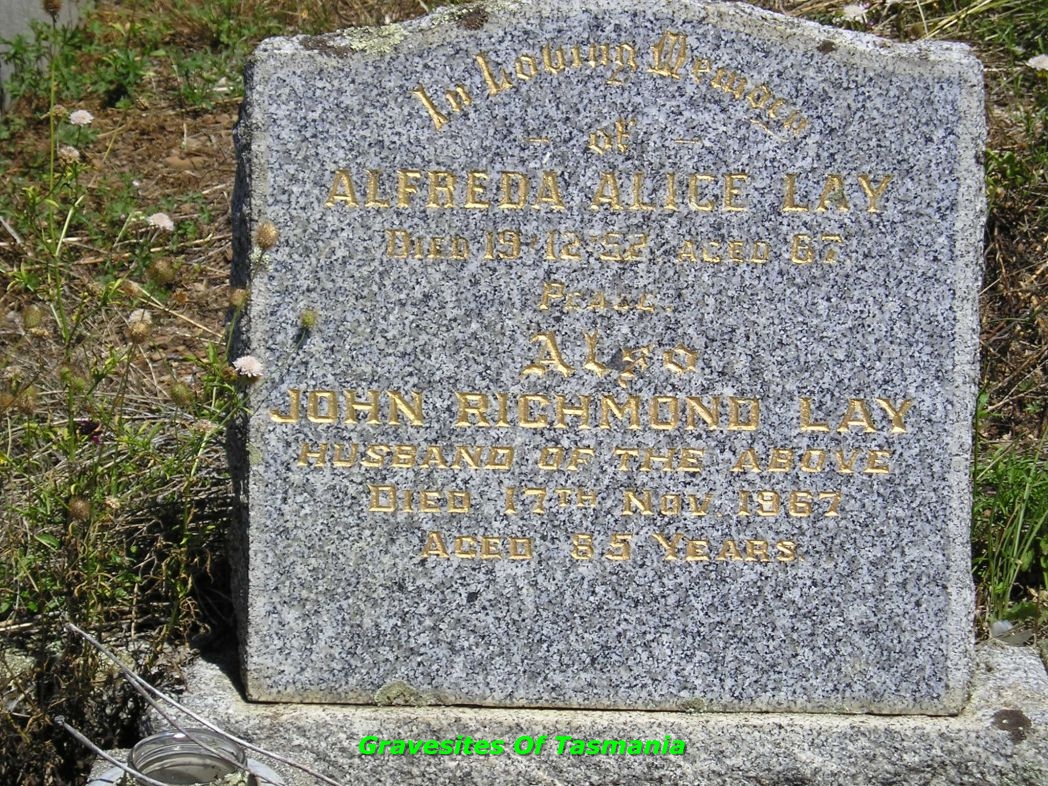 In Loving Memory
– of –
ALFREDA ALICE LAY
DIED 19·12·52 AGED 67
PEACE.
Also
JOHN RICHMOND LAY
HUSBAND OF THE ABOVE
DIED 17TH NOV. 1967
AGED 85 YEARS.
Gravesites Of Tasmania